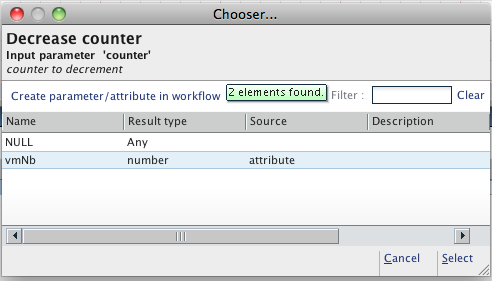 Chooser...
Decrease counter
Input parameter 'counter'
counter to decrement
Create parameter/attribute in workflow 2 elements found. Filter : Clear
Name Result type Source Description
NULL Any
vmNb number attribute
Cancel Select